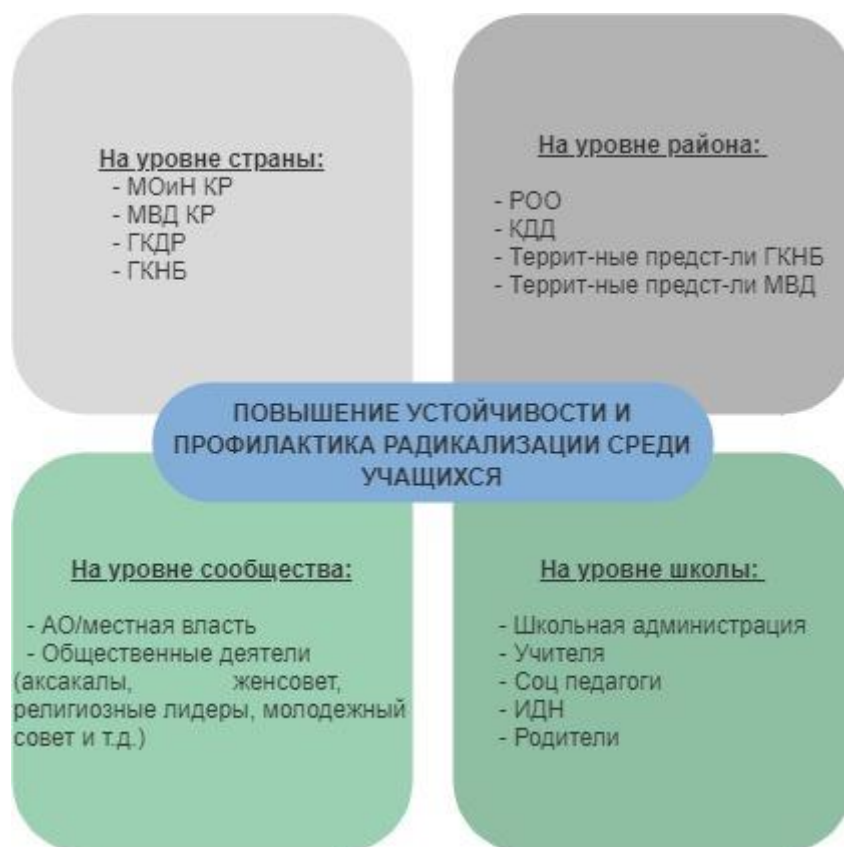 На уровне страны:
- МОиН КР
- МВД КР
- ГКДР
- ГКНБ
На уровне района:
- РОО
- КДД
- Террит-ные предст-ли ГКНБ
- Террит-ные предст-ли МВД
ПОВЫШЕНИЕ УСТОЙЧИВОСТИ И
ПРОФИЛАКТИКА РАДИКАЛИЗАЦИИ СРЕДИ
УЧАЩИХСЯ
На уровне сообщества:
- АО/местная власть
- Общественные деятели
(аксакалы, женсовет,
религиозные лидеры, молодежный
совет и т.д.)
На уровне школы:
- Школьная администрация
- Учителя
- Соц педагоги
- ИДН
- Родители